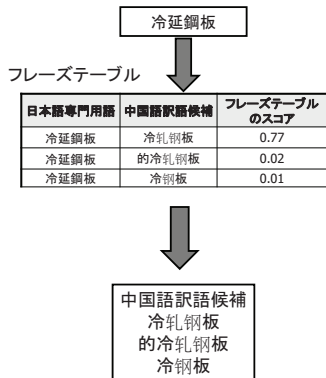 冷延鋼板
フレーズテーブル
日本語専門用語 中国語訳語候補 フレーズテーブルのスコア
冷延鋼板 冷轧钢板 0.77
冷延鋼板 的冷轧钢板 0.02
冷延鋼板 冷钢板 0.01
中国語訳語候補
冷轧钢板
的冷轧钢板
冷钢板